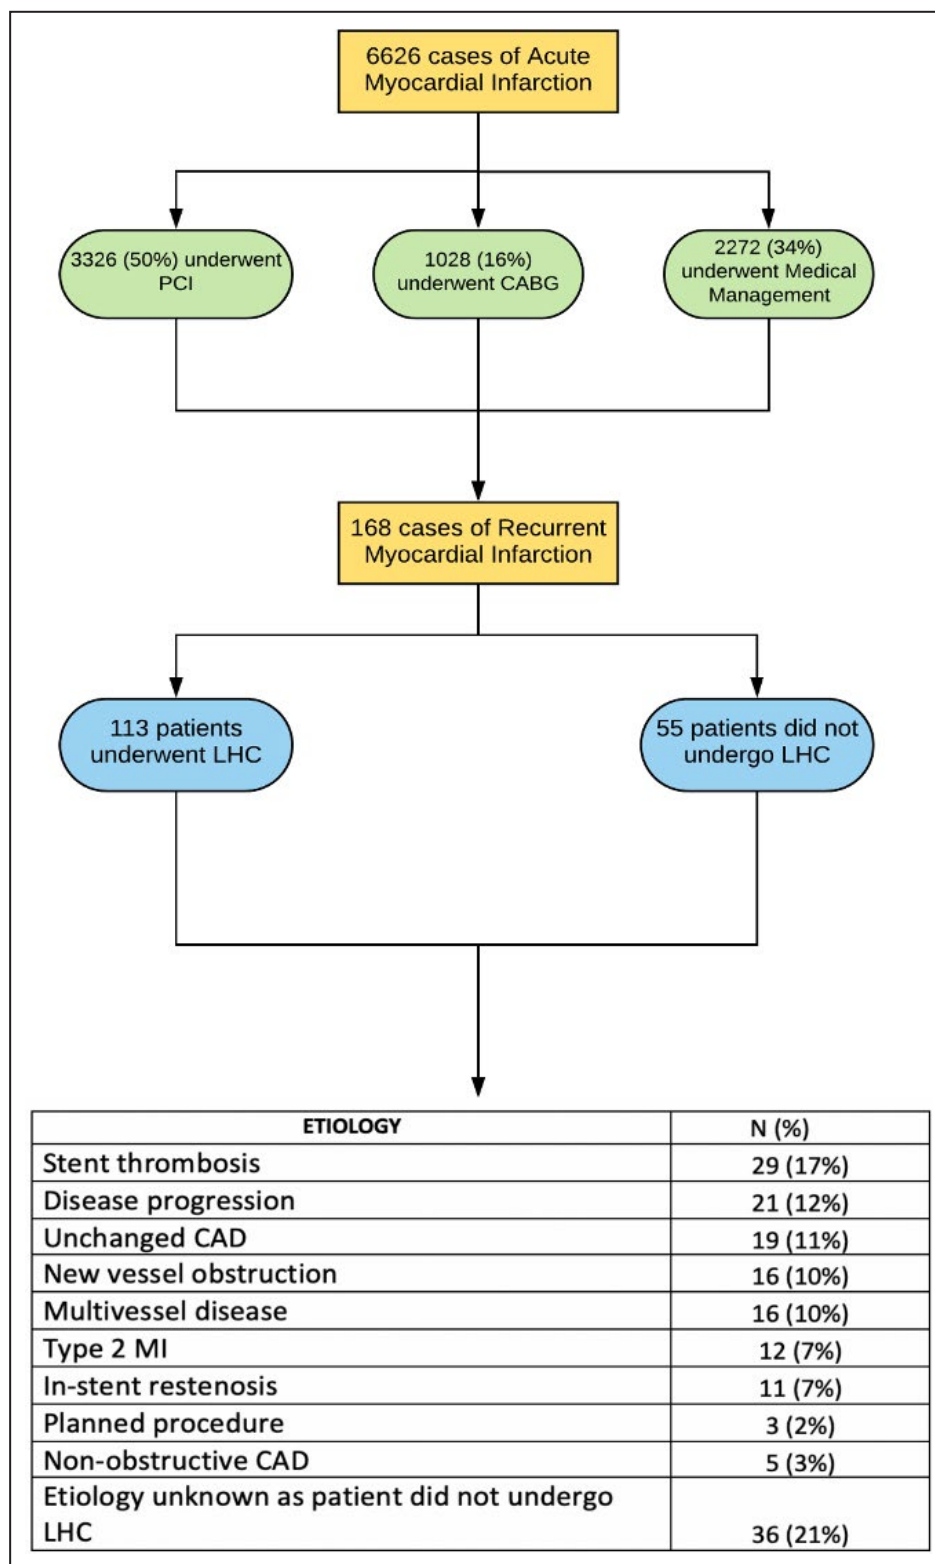 6626 cases of Acute
Myocardial Infarction
3326 (50%) underwent
PCI
1028 (16%)
underwent CABG
2272 (34%)
underwent Medical
Management
168 cases of Recurrent
Myocardial Infarction
113 patients
underwent LHC
55 patients did not
undergo LHC
ETIOLOGY N (%)
Stent thrombosis 29 (17%)
Disease progression 21 (12%)
Unchanged CAD 19 (11%)
New vessel obstruction 16 (10%)
Multivessel disease 16 (10%)
Type 2 MI 12 (7%)
In-stent restenosis 11 (7%)
Planned procedure 3 (2%)
Non-obstructive CAD 5 (3%)
Etiology unknown as patient did not undergo
LHC 36 (21%)